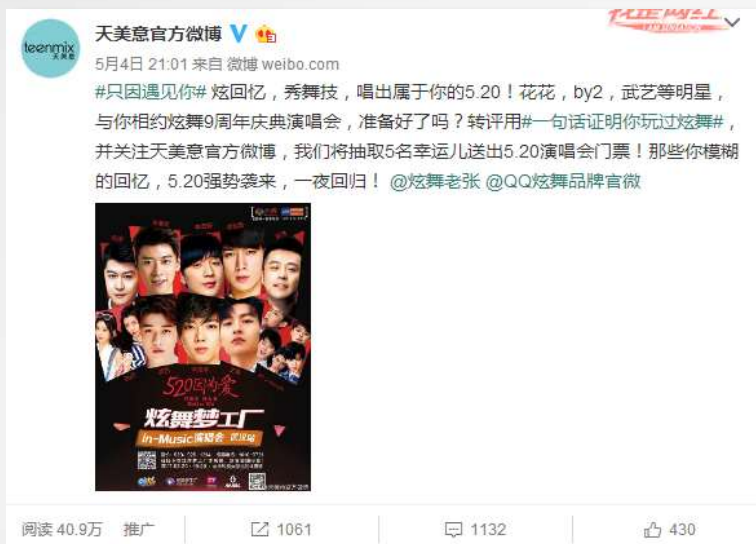 我是网红
teenmix
天美意
天美意官方微博
5月4日 21:01 来自 微博 weibo.com
#只因遇见你# 炫回忆，秀舞技，唱出属于你的5.20！花花，by2，武艺等明星，
与你相约炫舞9周年庆典演唱会，准备好了吗？转评用#一句话证明你玩过炫舞#，
并关注天美意官方微博，我们将抽取5名幸运儿送出5.20演唱会门票！那些你模糊
的回忆，5.20强势袭来，一夜回归！ @炫舞老张 @QQ炫舞品牌官微
520因为爱
炫舞梦工厂
in-Music演唱会 武汉站
阅读 40.9万 推广 1061 1132 430